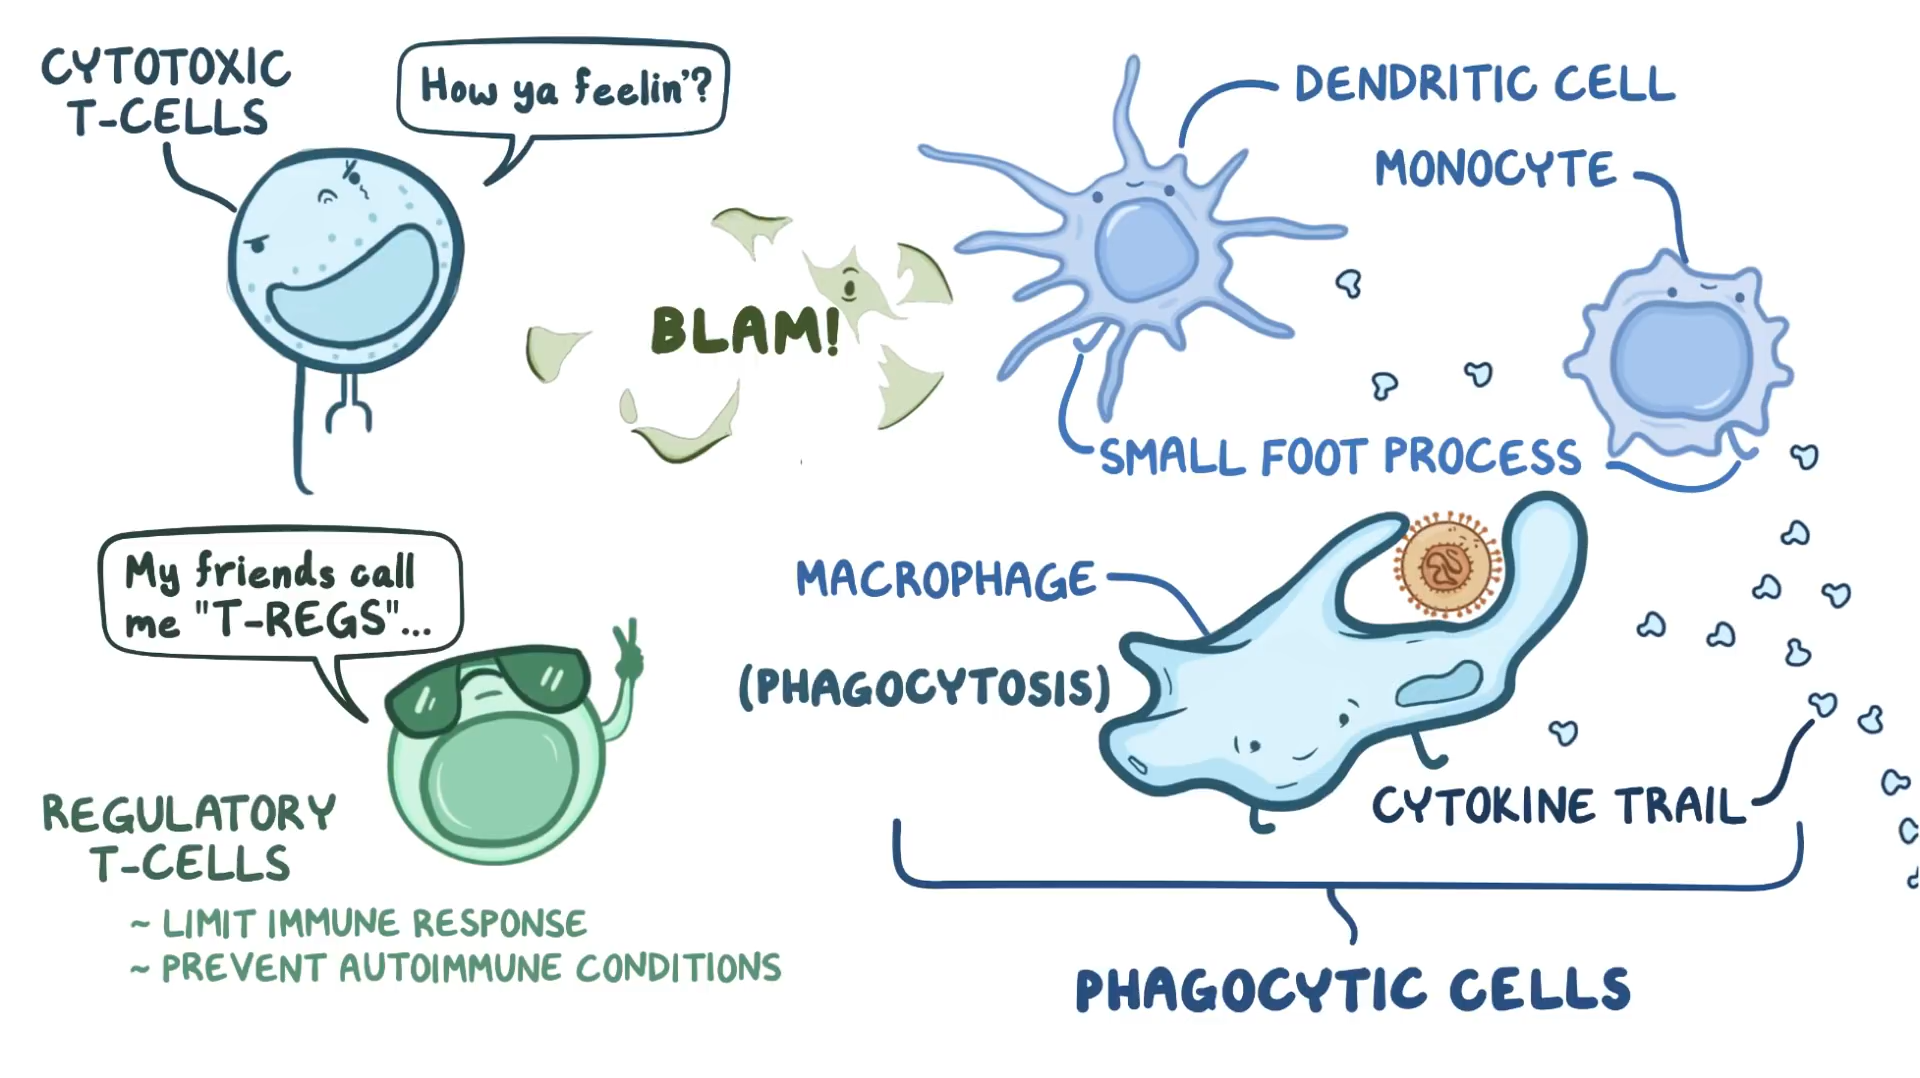 CYTOTOXIC
T-CELLS
How ya feelin'?
BLAM!
DENDRITIC CELL
MONOCYTE
SMALL FOOT PROCESS
My friends call
me "T-REGS"...
REGULATORY
T-CELLS
~ LIMIT IMMUNE RESPONSE
~ PREVENT AUTOIMMUNE CONDITIONS
MACROPHAGE
(PHAGOCYTOSIS)
CYTOKINE TRAIL
PHAGOCYTIC CELLS